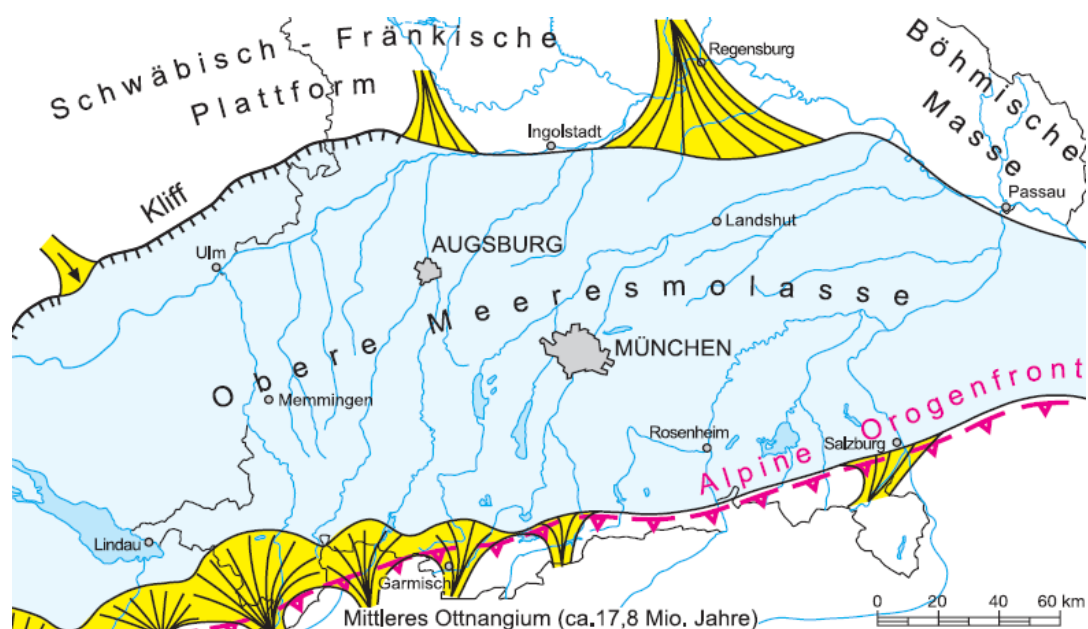 Schwäbisch - Fränkische
Plattform
Böhmische
Masse
Regensburg
Ingolstadt
Kliff
Passau
Landshut
Ulm
AUGSBURG
Obere Meeresmolasse
MÜNCHEN
Memmingen
Rosenheim
Salzburg
Alpine Orogenfront
Lindau
Garmisch
Mittleres Ottnangium (ca.17,8 Mio. Jahre)
0 20 40 60 km